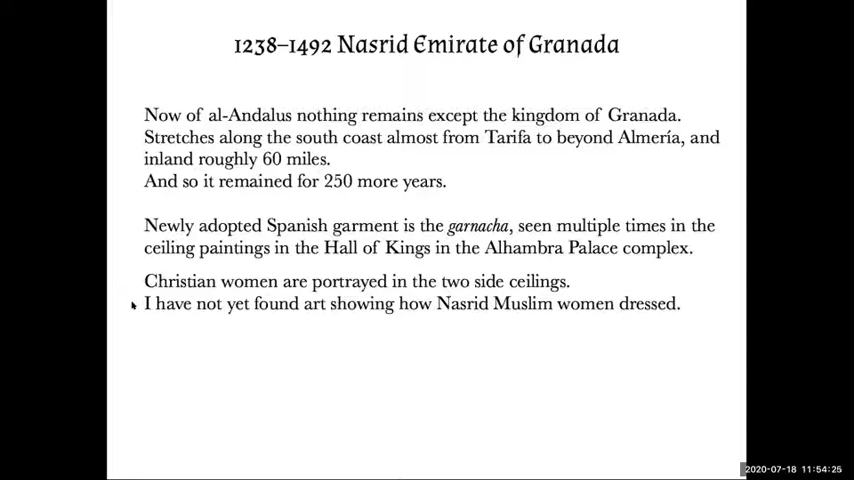 1238–1492 Nasrid Emirate of Granada
Now of al-Andalus nothing remains except the kingdom of Granada.
Stretches along the south coast almost from Tarifa to beyond Almería, and
inland roughly 60 miles.
And so it remained for 250 more years.
Newly adopted Spanish garment is the garnacha, seen multiple times in the
ceiling paintings in the Hall of Kings in the Alhambra Palace complex.
Christian women are portrayed in the two side ceilings.
I have not yet found art showing how Nasrid Muslim women dressed.
2020-07-18 11:54:25